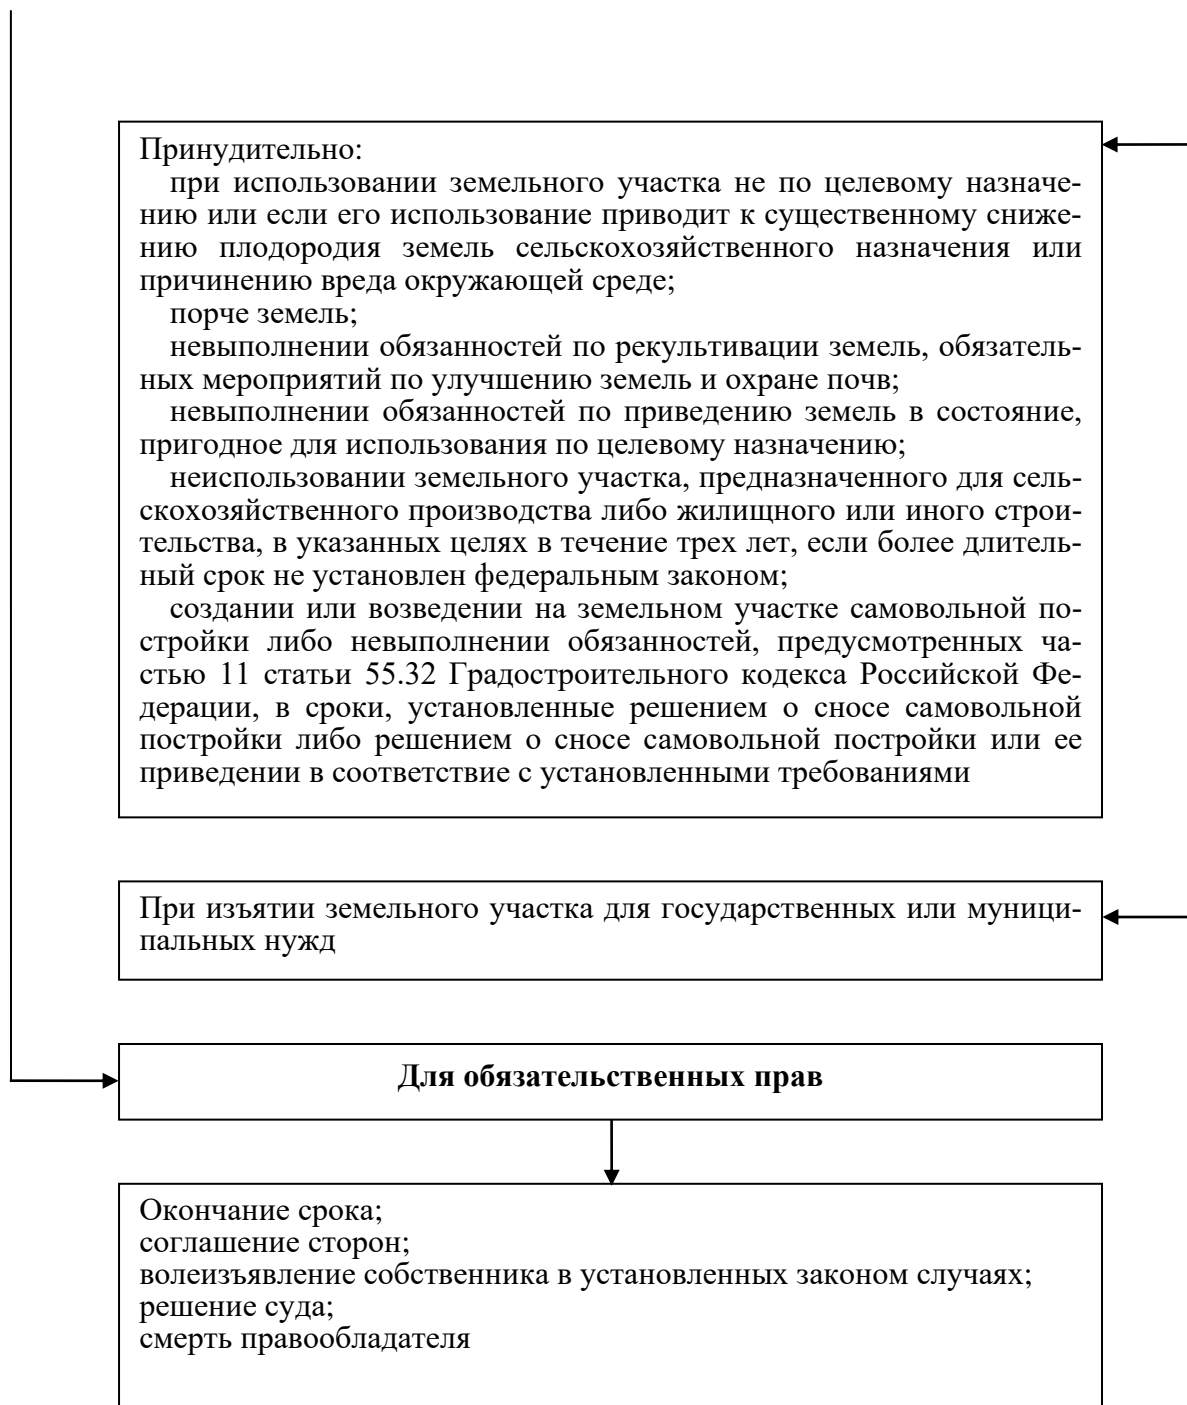 Принудительно:
при использовании земельного участка не по целевому назначе-
нию или если его использование приводит к существенному сниже-
нию плодородия земель сельскохозяйственного назначения или
причинению вреда окружающей среде;
порче земель;
невыполнении обязанностей по рекультивации земель, обязатель-
ных мероприятий по улучшению земель и охране почв;
невыполнении обязанностей по приведению земель в состояние,
пригодное для использования по целевому назначению;
неиспользовании земельного участка, предназначенного для сель-
скохозяйственного производства либо жилищного или иного строи-
тельства, в указанных целях в течение трех лет, если более длитель-
ный срок не установлен федеральным законом;
создании или возведении на земельном участке самовольной по-
стройки либо невыполнении обязанностей, предусмотренных ча-
стью 11 статьи 55.32 Градостроительного кодекса Российской Фе-
дерации, в сроки, установленные решением о сносе самовольной
постройки либо решением о сносе самовольной постройки или ее
приведении в соответствие с установленными требованиями
При изъятии земельного участка для государственных или муници-
пальных нужд
Для обязательственных прав
Окончание срока;
соглашение сторон;
волеизъявление собственника в установленных законом случаях;
решение суда;
смерть правообладателя